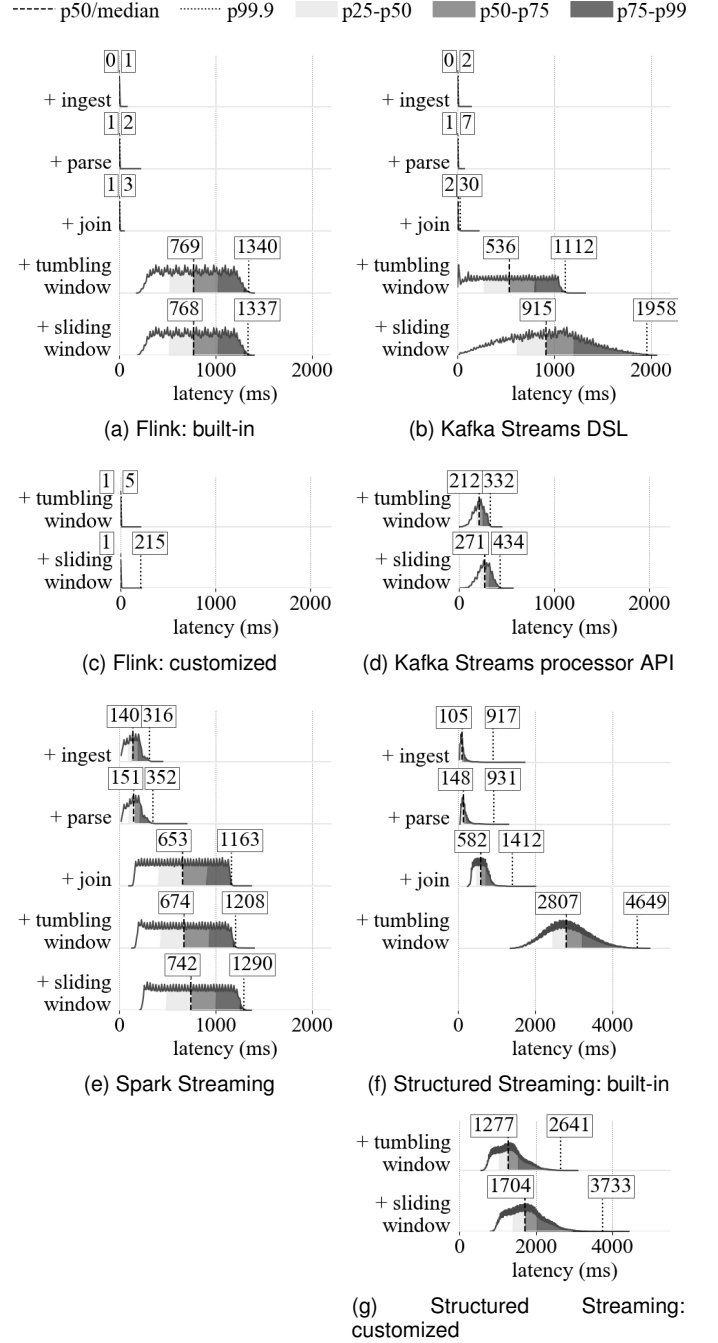 p50/median p99.9 p25-p50 p50-p75 p75-p99
0 1
+ ingest
1 2
+ parse
1 3
+ join
769 1340
+ tumbling
window
768 1337
+ sliding
window
0 1000 2000
latency (ms)
(a) Flink: built-in
0 2
+ ingest
1 7
+ parse
2 30
+ join
536 1112
+ tumbling
window
915 1958
+ sliding
window
0 1000 2000
latency (ms)
(b) Kafka Streams DSL
1 5
+ tumbling
window
1 215
+ sliding
window
0 1000 2000
latency (ms)
(c) Flink: customized
212 332
+ tumbling
window
271 434
+ sliding
window
0 1000 2000
latency (ms)
(d) Kafka Streams processor API
140 316
+ ingest
151 352
+ parse
653 1163
+ join
674 1208
+ tumbling
window
742 1290
+ sliding
window
0 1000 2000
latency (ms)
(e) Spark Streaming
105 917
+ ingest
148 931
+ parse
582 1412
+ join
2807 4649
+ tumbling
window
0 2000 4000
latency (ms)
(f) Structured Streaming: built-in
1277 2641
+ tumbling
window
1704 3733
+ sliding
window
0 2000 4000
latency (ms)
(g) Structured Streaming:
customized